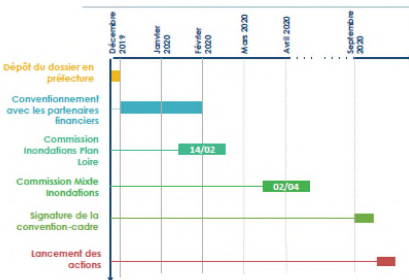 Décembre
2019
Janvier
2020
Février
2020
Mars 2020
Avril 2020
Septembre
2020
Dépôt du dossier en
préfecture
Conventionnement
avec les partenaires
financiers
Commission
Inondations Plan
Loire
14/02
Commission Mixte
Inondations
02/04
Signature de la
convention-cadre
Lancement des
actions